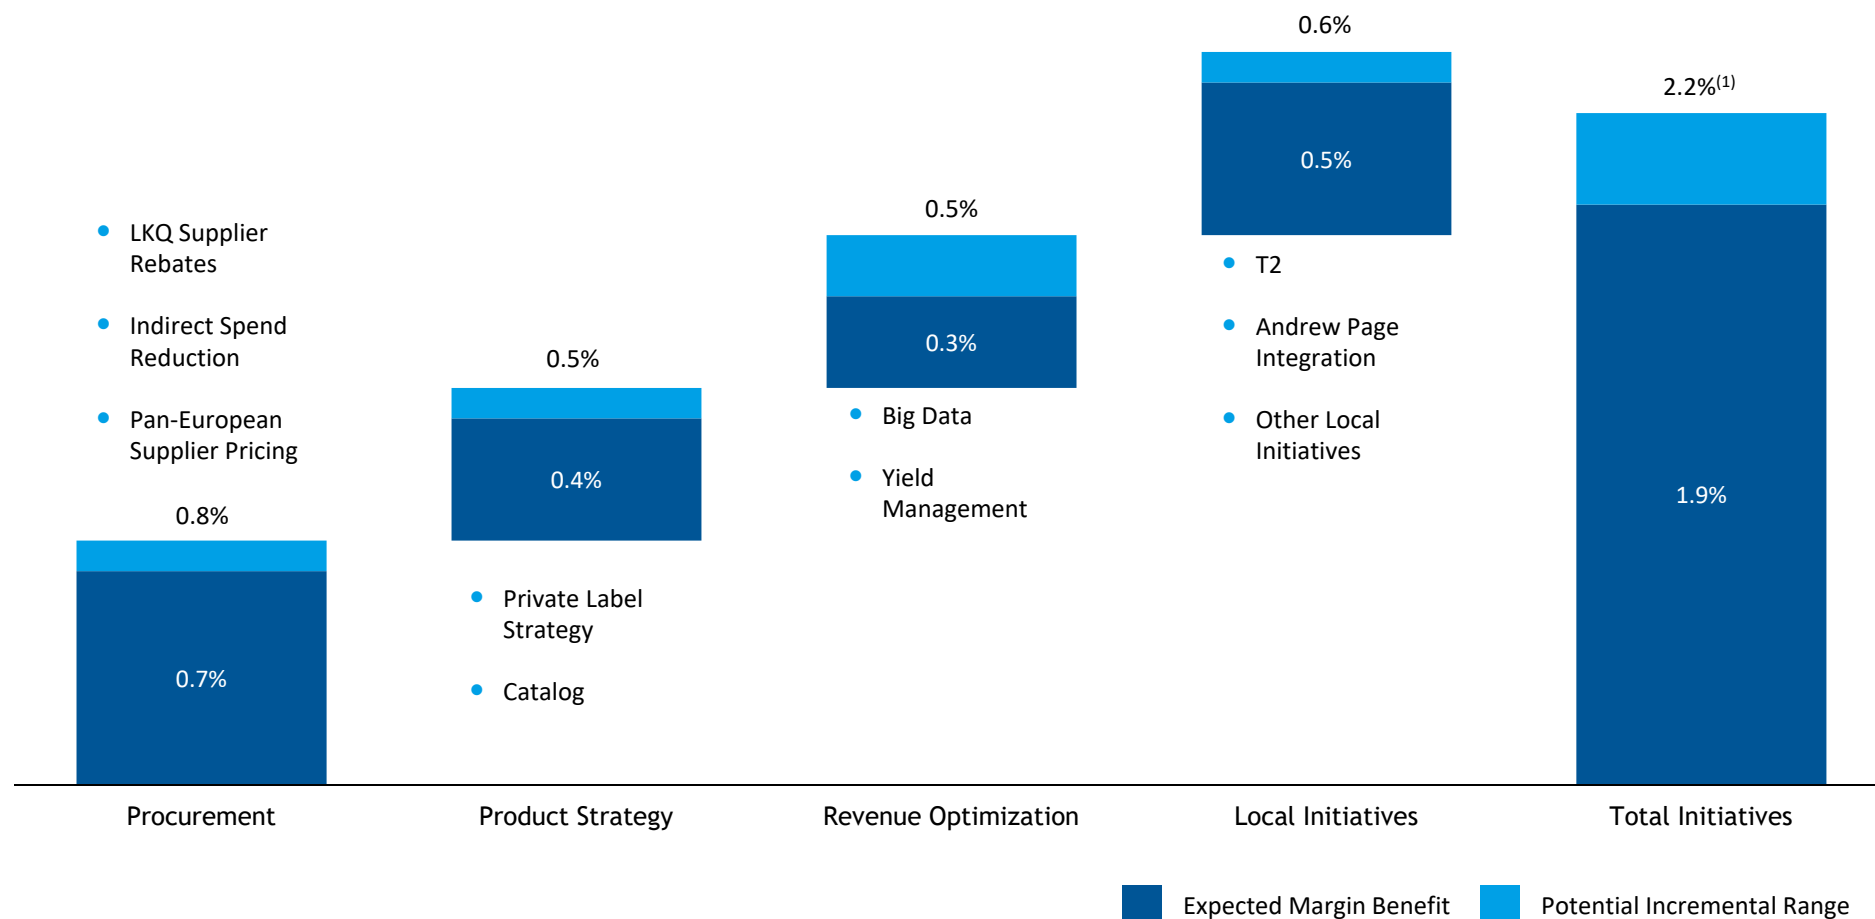 0.8%
0.7%
LKQ Supplier
Rebates
Indirect Spend
Reduction
Pan-European
Supplier Pricing
Procurement
0.5%
0.4%
Private Label
Strategy
Catalog
Product Strategy
0.5%
0.3%
Big Data
Yield
Management
Revenue Optimization
0.6%
0.5%
T2
Andrew Page
Integration
Other Local
Initiatives
Local Initiatives
2.2%(1)
1.9%
Total Initiatives
Expected Margin Benefit
Potential Incremental Range